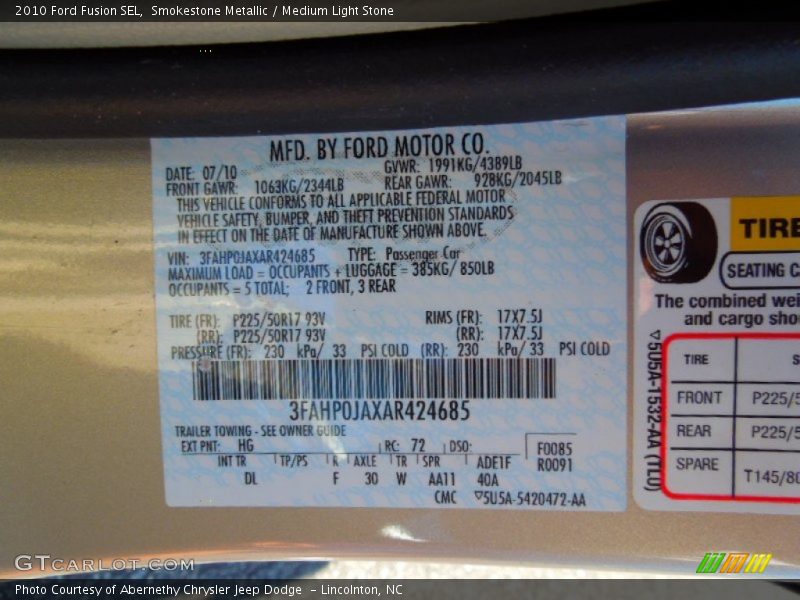 2010 Ford Fusion SEL, Smokestone Metallic / Medium Light Stone
MFD. BY FORD MOTOR CO.
DATE: 07/10 GVWR: 1991KG/4389LB
FRONT GAWR: 1063KG/2344LB REAR GAWR: 928KG/2045LB
THIS VEHICLE CONFORMS TO ALL APPLICABLE FEDERAL MOTOR
VEHICLE SAFETY, BUMPER, AND THEFT PREVENTION STANDARDS
IN EFFECT ON THE DATE OF MANUFACTURE SHOWN ABOVE.
VIN: 3FAHP0JAXAR424685 TYPE: Passenger Car
MAXIMUM LOAD = OCCUPANTS + LUGGAGE = 385KG/ 850LB
OCCUPANTS = 5 TOTAL; 2 FRONT, 3 REAR
TIRE (FR): P225/50R17 93V RIMS (FR): 17X7.5J
(RR): P225/50R17 93V (RR): 17X7.5J
PRESSURE (FR): 230 kPa/ 33 PSI COLD (RR): 230 kPa/ 33 PSI COLD
3FAHP0JAXAR424685
TRAILER TOWING - SEE OWNER GUIDE
EXT PNT: HG RC: 72 DSO: F0085
INT TR TP/PS R AXLE TR SPR ADE1F R0091
DL F 30 W AA11 40A
CMC ▽5U5A-5420472-AA
TIRE
SEATING C
The combined wei
and cargo sho
▽5U5A-1532-AA (TL0)
TIRE S
FRONT P225/5
REAR P225/5
SPARE T145/80
GTCARLOT.COM
Photo Courtesy of Abernethy Chrysler Jeep Dodge - Lincolnton, NC